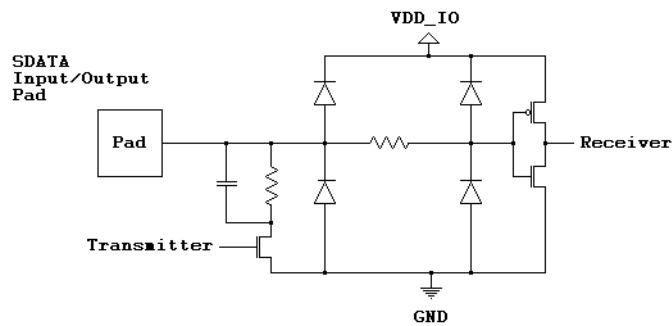 VDD_IO
SDATA
Input/Output
Pad
Pad
Receiver
Transmitter
GND